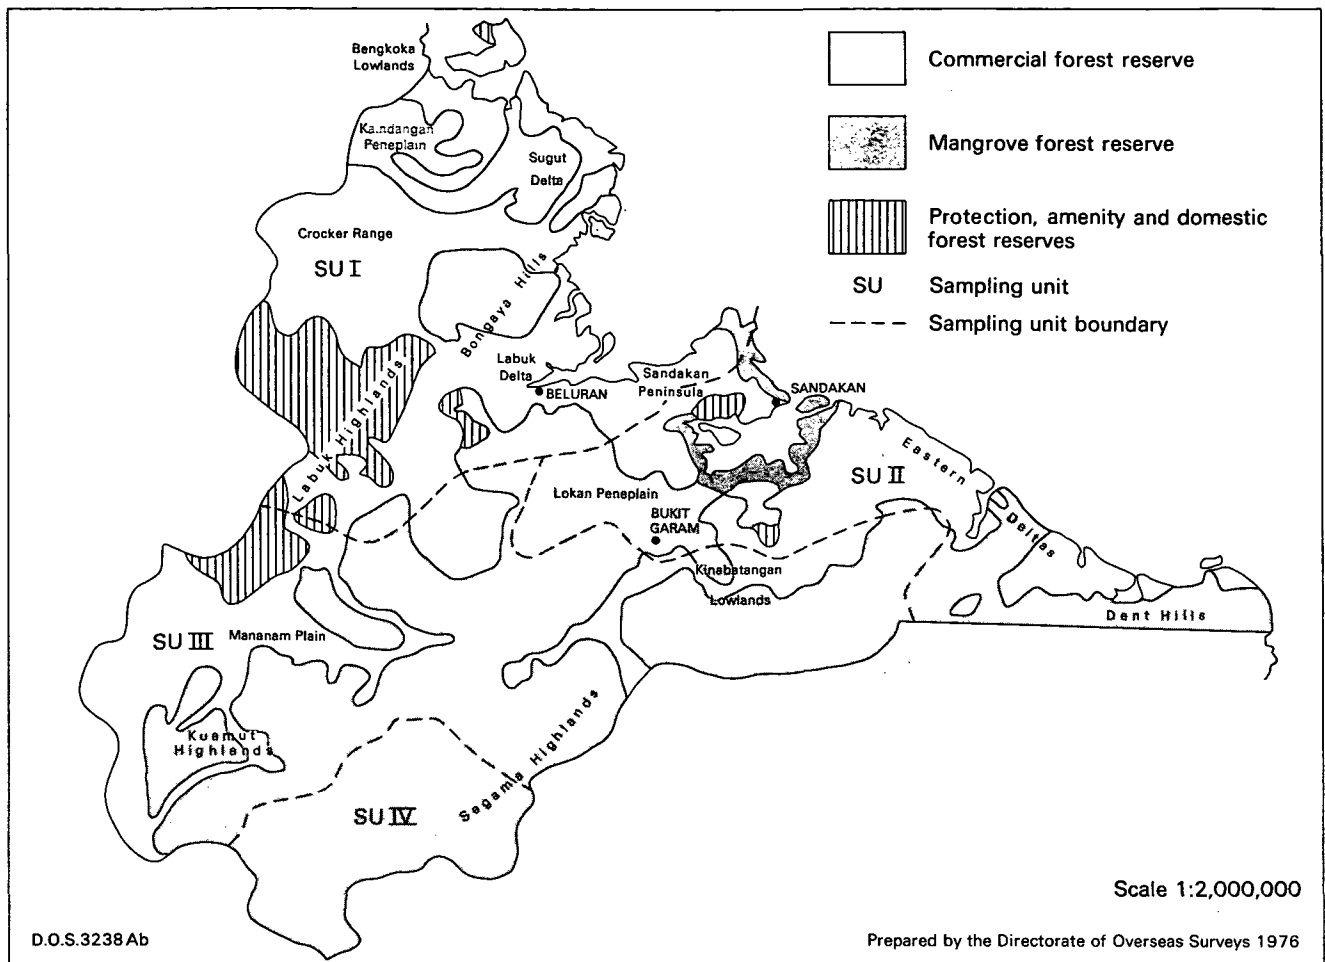 Bengkoka
Lowlands
Kaindangan
Peneplain
Sugut
Delta
Crocker Range
SU I
Bongaya Hills
Labuk
Delta
BELURAN
Sandakan
Peninsula
SANDAKAN
Labuk Highlands
Lokan Peneplain
BUKIT
GARAM
SU II
Eastern
Deltas
Kinabatangan
Lowlands
Dent Hills
SU III
Mananam Plain
Kuamut
Highlands
Segama Highlands
SU IV
Commercial forest reserve
Mangrove forest reserve
Protection, amenity and domestic
forest reserves
SU Sampling unit
Sampling unit boundary
Scale 1:2,000,000
D.O.S.3238Ab
Prepared by the Directorate of Overseas Surveys 1976